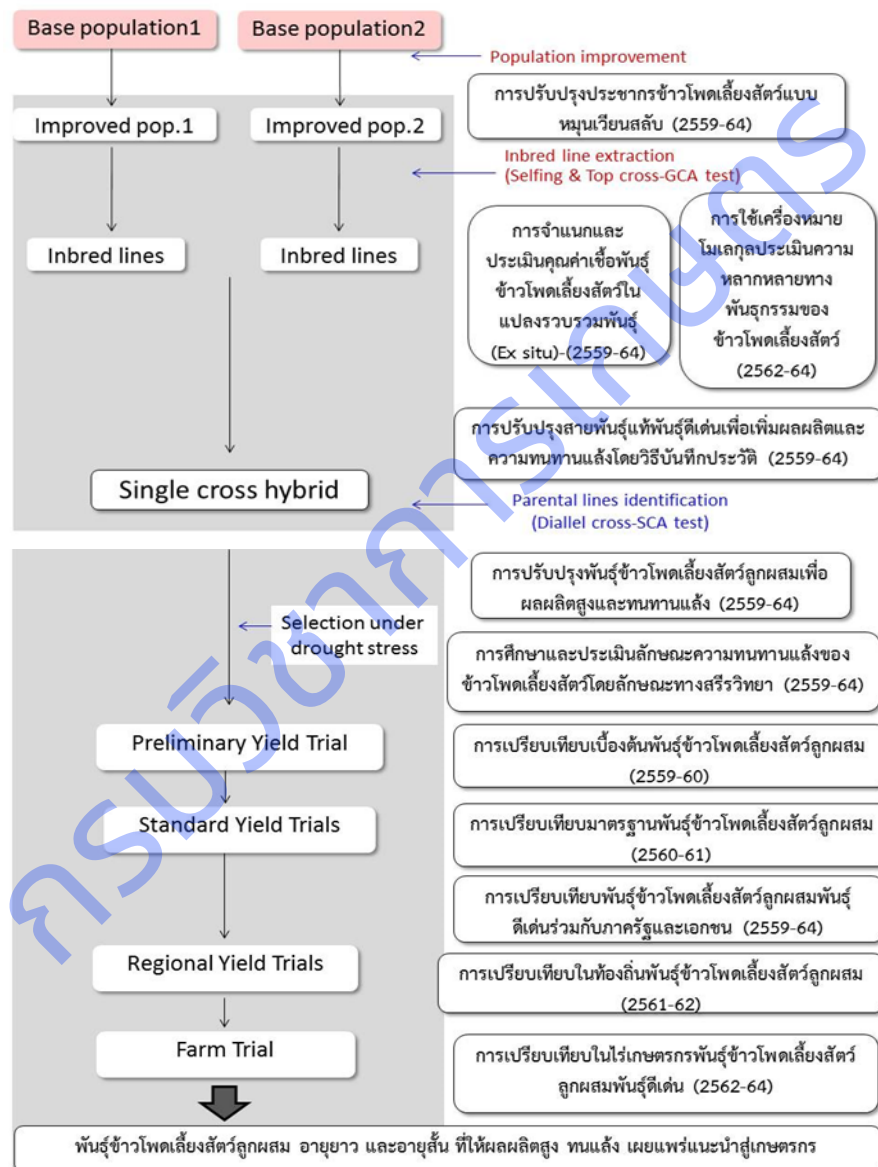 Base population1
Base population2
Population improvement
การปรับปรุงประชากรข้าวโพดเลี้ยงสัตว์แบบ
หมุนเวียนสลับ (2559-64)
Improved pop.1
Improved pop.2
Inbred line extraction
(Selfing & Top cross-GCA test)
Inbred lines
Inbred lines
การจำแนกและ
ประเมินคุณค่าเชื้อพันธุ์
ข้าวโพดเลี้ยงสัตว์ใน
แปลงรวบรวมพันธุ์
(Ex situ)-(2559-64)
การใช้เครื่องหมาย
โมเลกุลประเมินความ
หลากหลายทาง
พันธุกรรมของ
ข้าวโพดเลี้ยงสัตว์
(2562-64)
การปรับปรุงสายพันธุ์แท้พันธุ์ดีเด่นเพื่อเพิ่มผลผลิตและ
ความทนทานแล้งโดยวิธีบันทึกประวัติ (2559-64)
Single cross hybrid
Parental lines identification
(Diallel cross-SCA test)
การปรับปรุงพันธุ์ข้าวโพดเลี้ยงสัตว์ลูกผสมเพื่อ
ผลผลิตสูงและทนทานแล้ง (2559-64)
Selection under
drought stress
การศึกษาและประเมินลักษณะความทนทานแล้งของ
ข้าวโพดเลี้ยงสัตว์โดยลักษณะทางสรีรวิทยา (2559-64)
Preliminary Yield Trial
การเปรียบเทียบเบื้องต้นพันธุ์ข้าวโพดเลี้ยงสัตว์ลูกผสม
(2559-60)
Standard Yield Trials
การเปรียบเทียบมาตรฐานพันธุ์ข้าวโพดเลี้ยงสัตว์ลูกผสม
(2560-61)
การเปรียบเทียบพันธุ์ข้าวโพดเลี้ยงสัตว์ลูกผสมพันธุ์
ดีเด่นร่วมกับภาครัฐและเอกชน (2559-64)
Regional Yield Trials
การเปรียบเทียบในท้องถิ่นพันธุ์ข้าวโพดเลี้ยงสัตว์ลูกผสม
(2561-62)
Farm Trial
การเปรียบเทียบในไร่เกษตรกรพันธุ์ข้าวโพดเลี้ยงสัตว์
ลูกผสมพันธุ์ดีเด่น (2562-64)
พันธุ์ข้าวโพดเลี้ยงสัตว์ลูกผสม อายุยาว และอายุสั้น ที่ให้ผลผลิตสูง ทนแล้ง เผยแพร่แนะนำสู่เกษตรกร
กรมวิชาการเกษตร